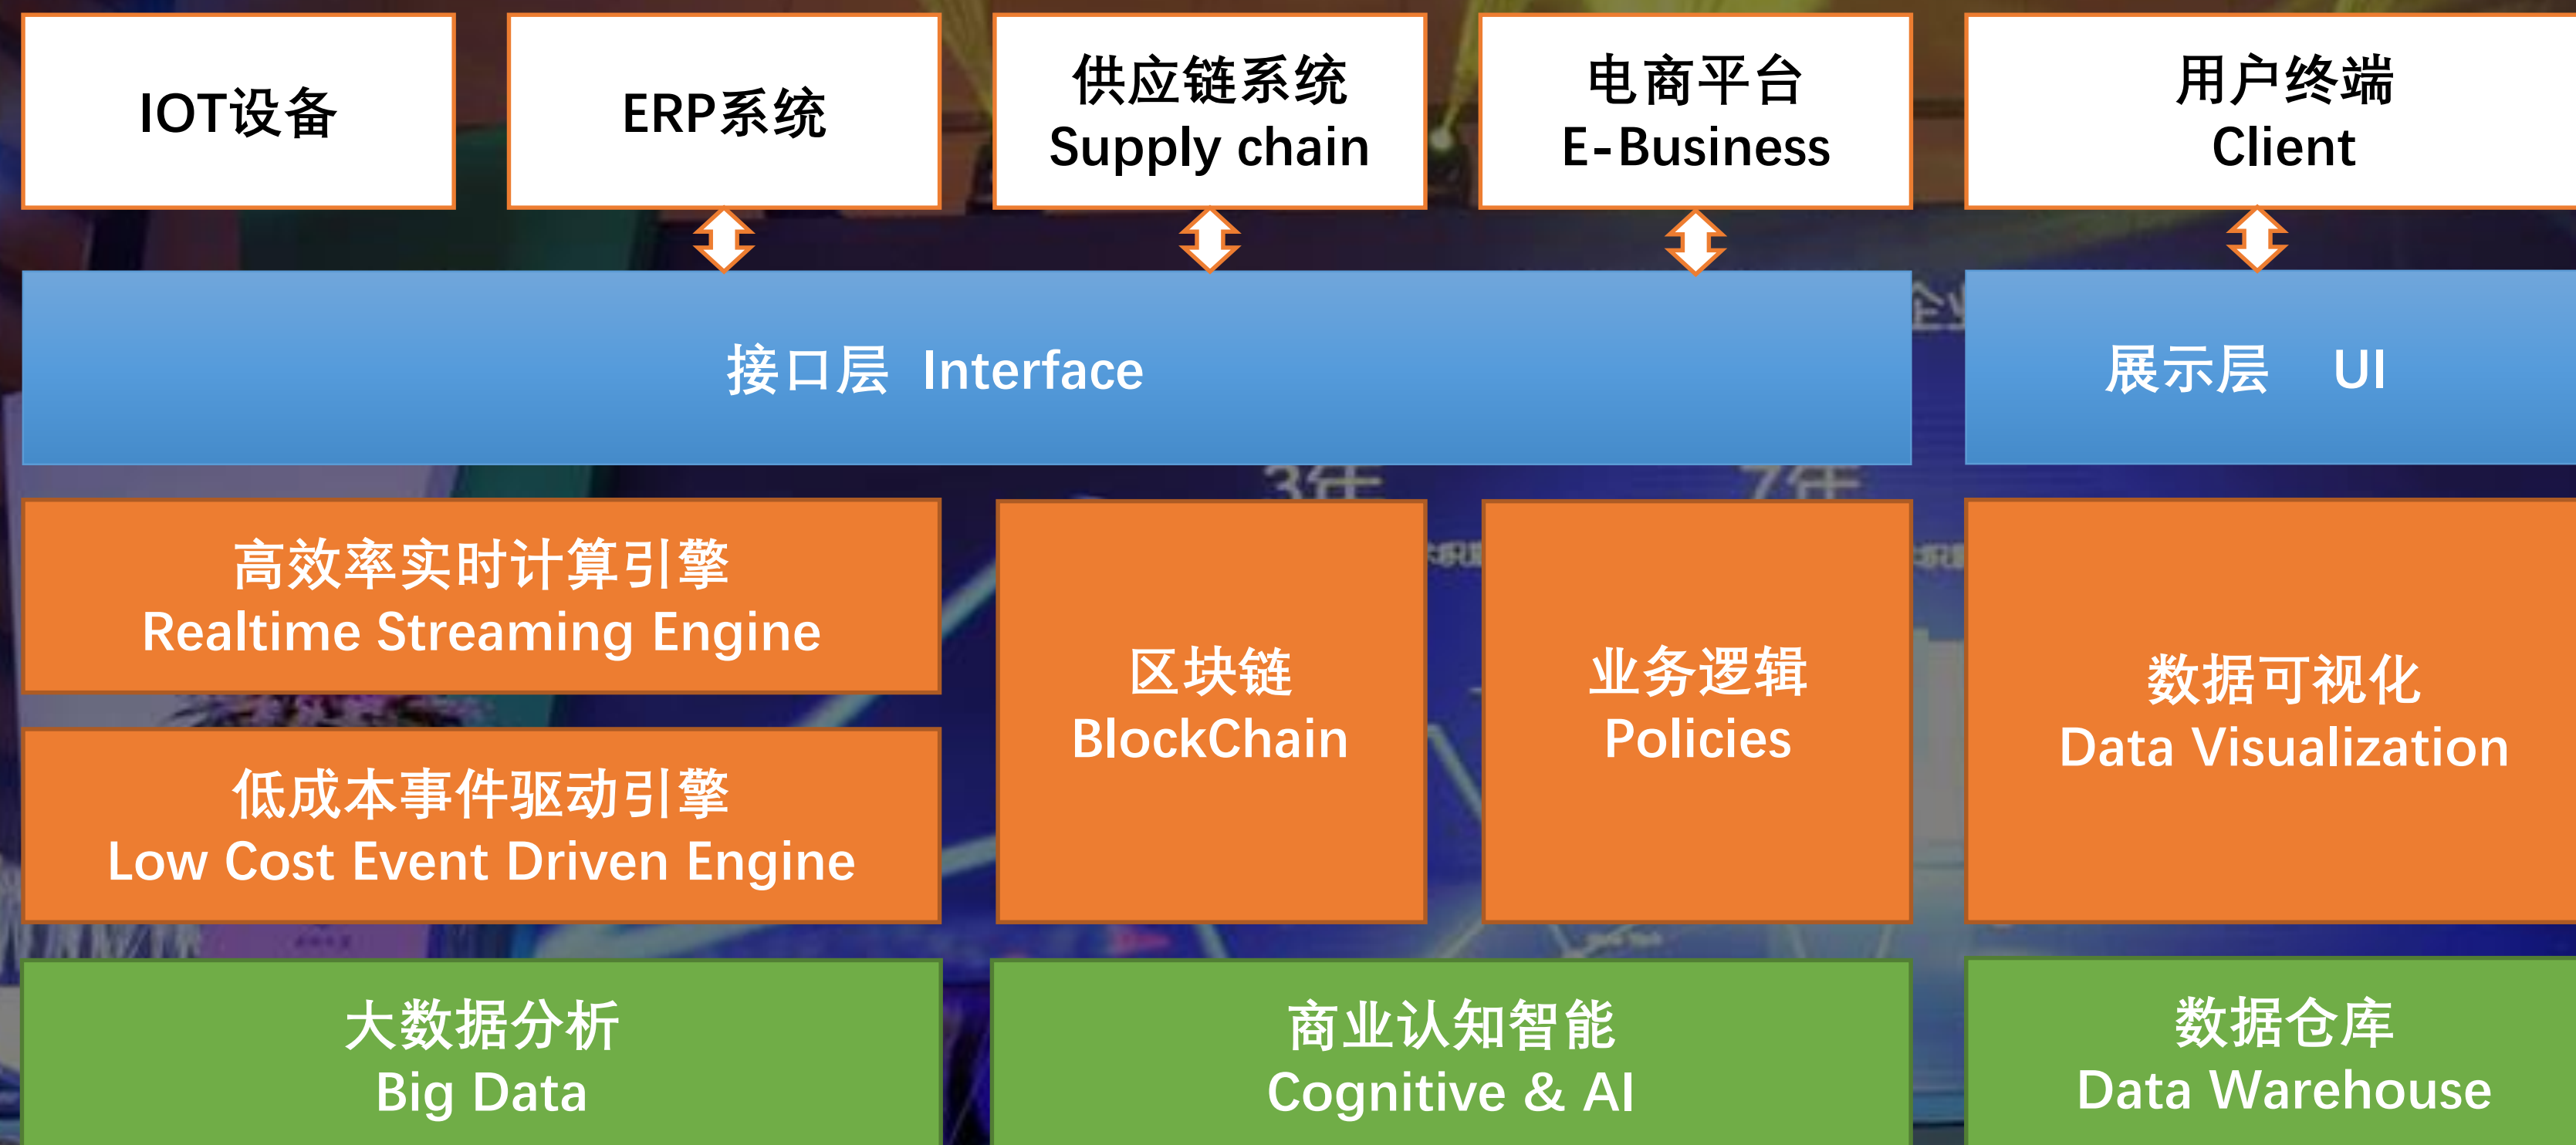 IOT设备
ERP系统
供应链系统
Supply chain
电商平台
E-Business
用户终端
Client
接口层 Interface
展示层 UI
3年
7年
高效率实时计算引擎
Realtime Streaming Engine
低成本事件驱动引擎
Low Cost Event Driven Engine
区块链
BlockChain
业务逻辑
Policies
数据可视化
Data Visualization
大数据分析
Big Data
商业认知智能
Cognitive & AI
数据仓库
Data Warehouse